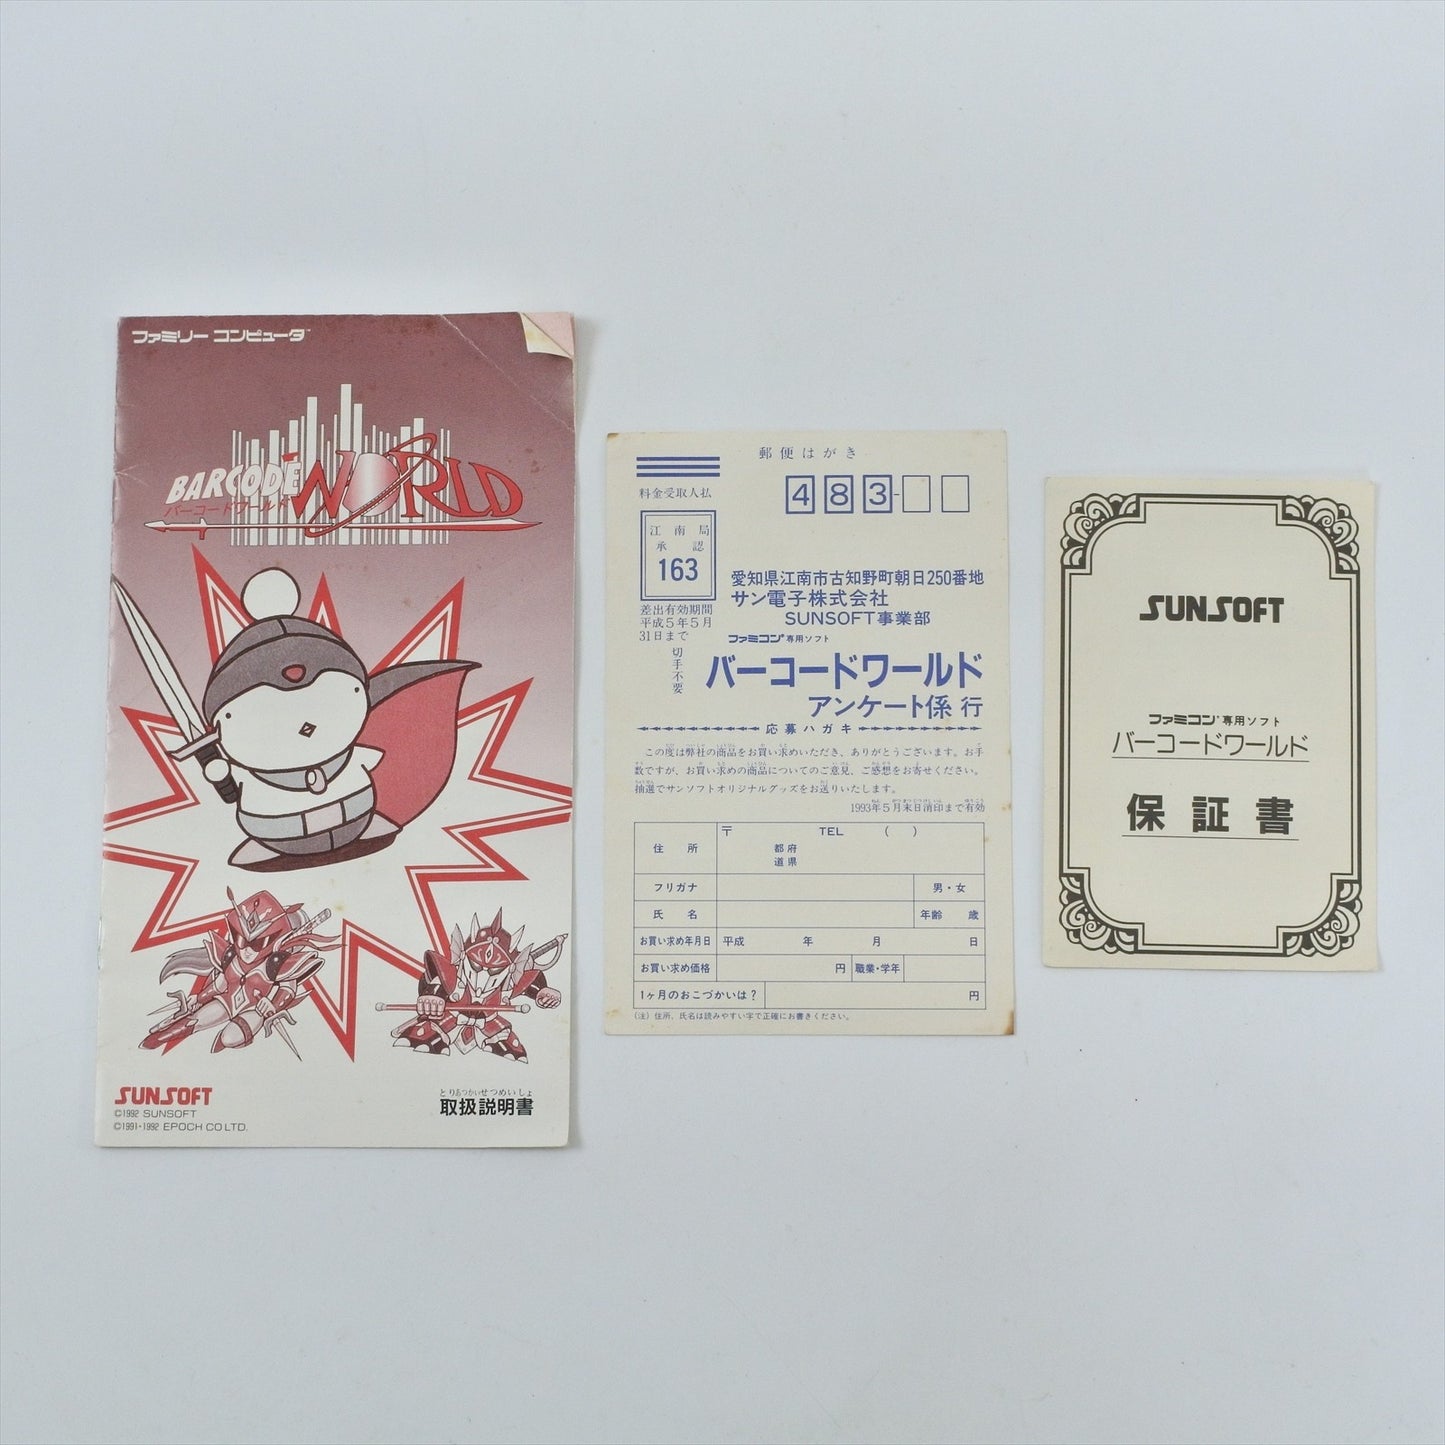 ファミリー コンピュータ™
BARCODE WORLD
バーコードワールド
SUNSOFT
©1992 SUNSOFT
©1991・1992 EPOCH CO LTD.
とりあつかいせつめいしょ
取扱説明書
郵便はがき
料金受取人払
483-
江南局
承認
163
差出有効期間
平成5年5月
31日まで
切手不要
愛知県江南市古知野町朝日250番地
サン電子株式会社
SUNSOFT事業部
ファミコン®専用ソフト
バーコードワールド
アンケート係 行
応募ハガキ
この度は弊社の商品をお買い求めいただき、ありがとうございます。お手
数ですが、お買い求めの商品についてのご意見、ご感想をお寄せください。
抽選でサンソフトオリジナルグッズをお送りいたします。
1993年5月末日消印まで有効
住所 〒 TEL ( )
都府
道県
フリガナ 男・女
氏名 年齢 歳
お買い求め年月日 平成 年 月 日
お買い求め価格 円 職業・学年
1ヶ月のおこづかいは? 円
(注) 住所、氏名は読みやすい字で正確にお書きください。
SUNSOFT
ファミコン®専用ソフト
バーコードワールド
保証書